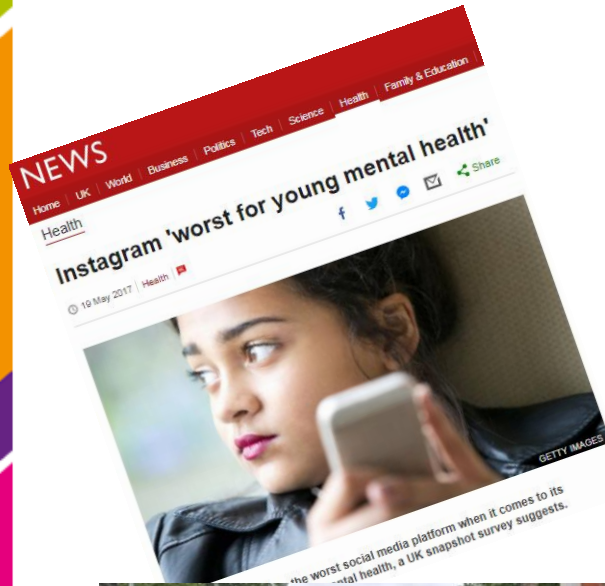 NEWS
Home UK World Business Politics Tech Science Health Family & Education
Health
Instagram 'worst for young mental health'
19 May 2017 Health
Share
GETTY IMAGES
the worst social media platform when it comes to its
mental health, a UK snapshot survey suggests.